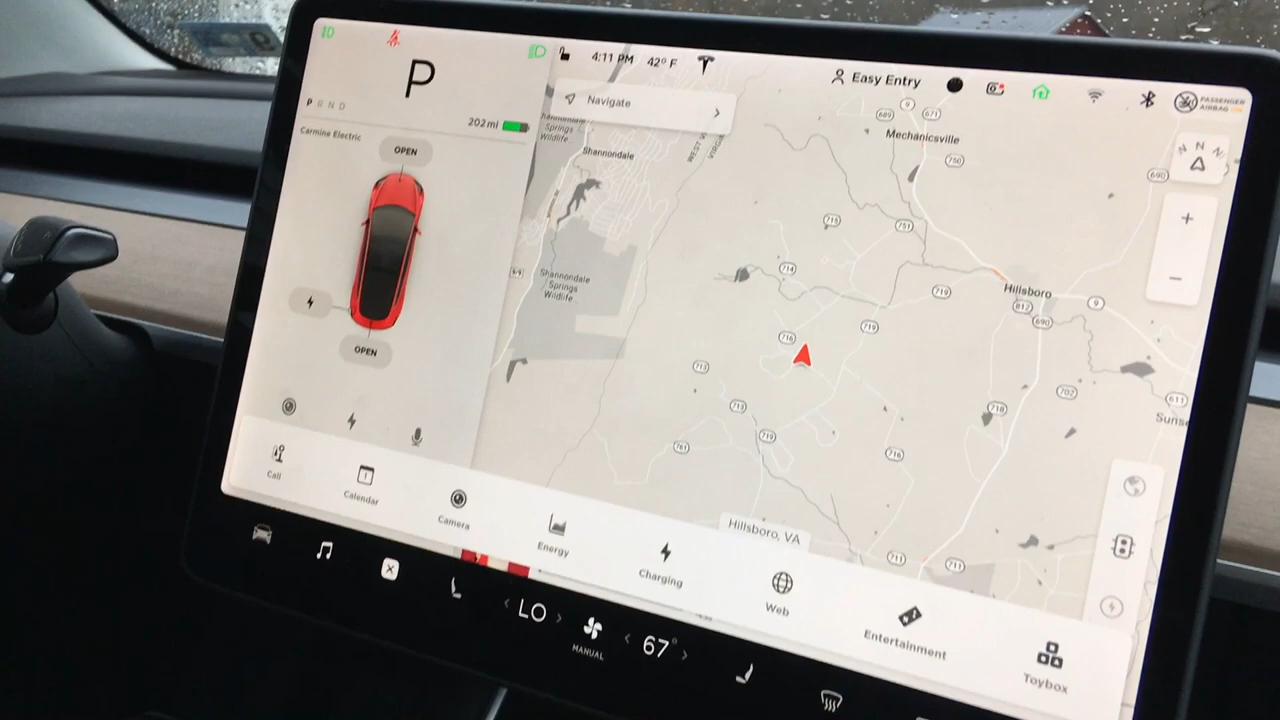 P
P R N D
4:11 PM 42° F
Easy Entry
PASSENGER
AIRBAG
Navigate
202 mi
Carmine Electric
OPEN
OPEN
Shannondale
Springs
Wildlife
Shannondale
Shannondale
Springs
Wildlife
9
689
671
Mechanicsville
750
690
N N N
715
751
714
719
Hillsboro
812
690
9
719
716
713
713
719
761
718
702
611
716
711
711
Hillsboro, VA
+
−
Call
Calendar
Camera
Energy
Charging
Web
Entertainment
Toybox
LO
MANUAL
67°